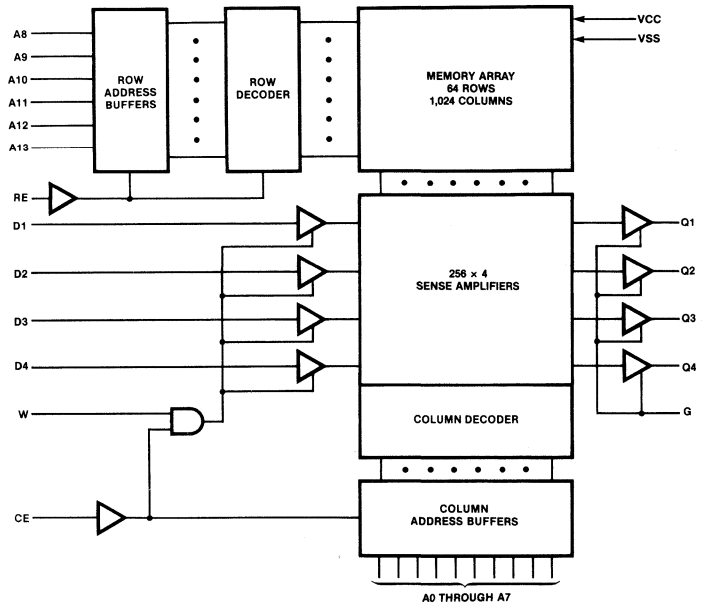 A8
A9
A10
A11
A12
A13
ROW
ADDRESS
BUFFERS
ROW
DECODER
MEMORY ARRAY
64 ROWS
1,024 COLUMNS
VCC
VSS
RE
D1
D2
D3
D4
W
CE
256 × 4
SENSE AMPLIFIERS
Q1
Q2
Q3
Q4
G
COLUMN DECODER
COLUMN
ADDRESS BUFFERS
A0 THROUGH A7